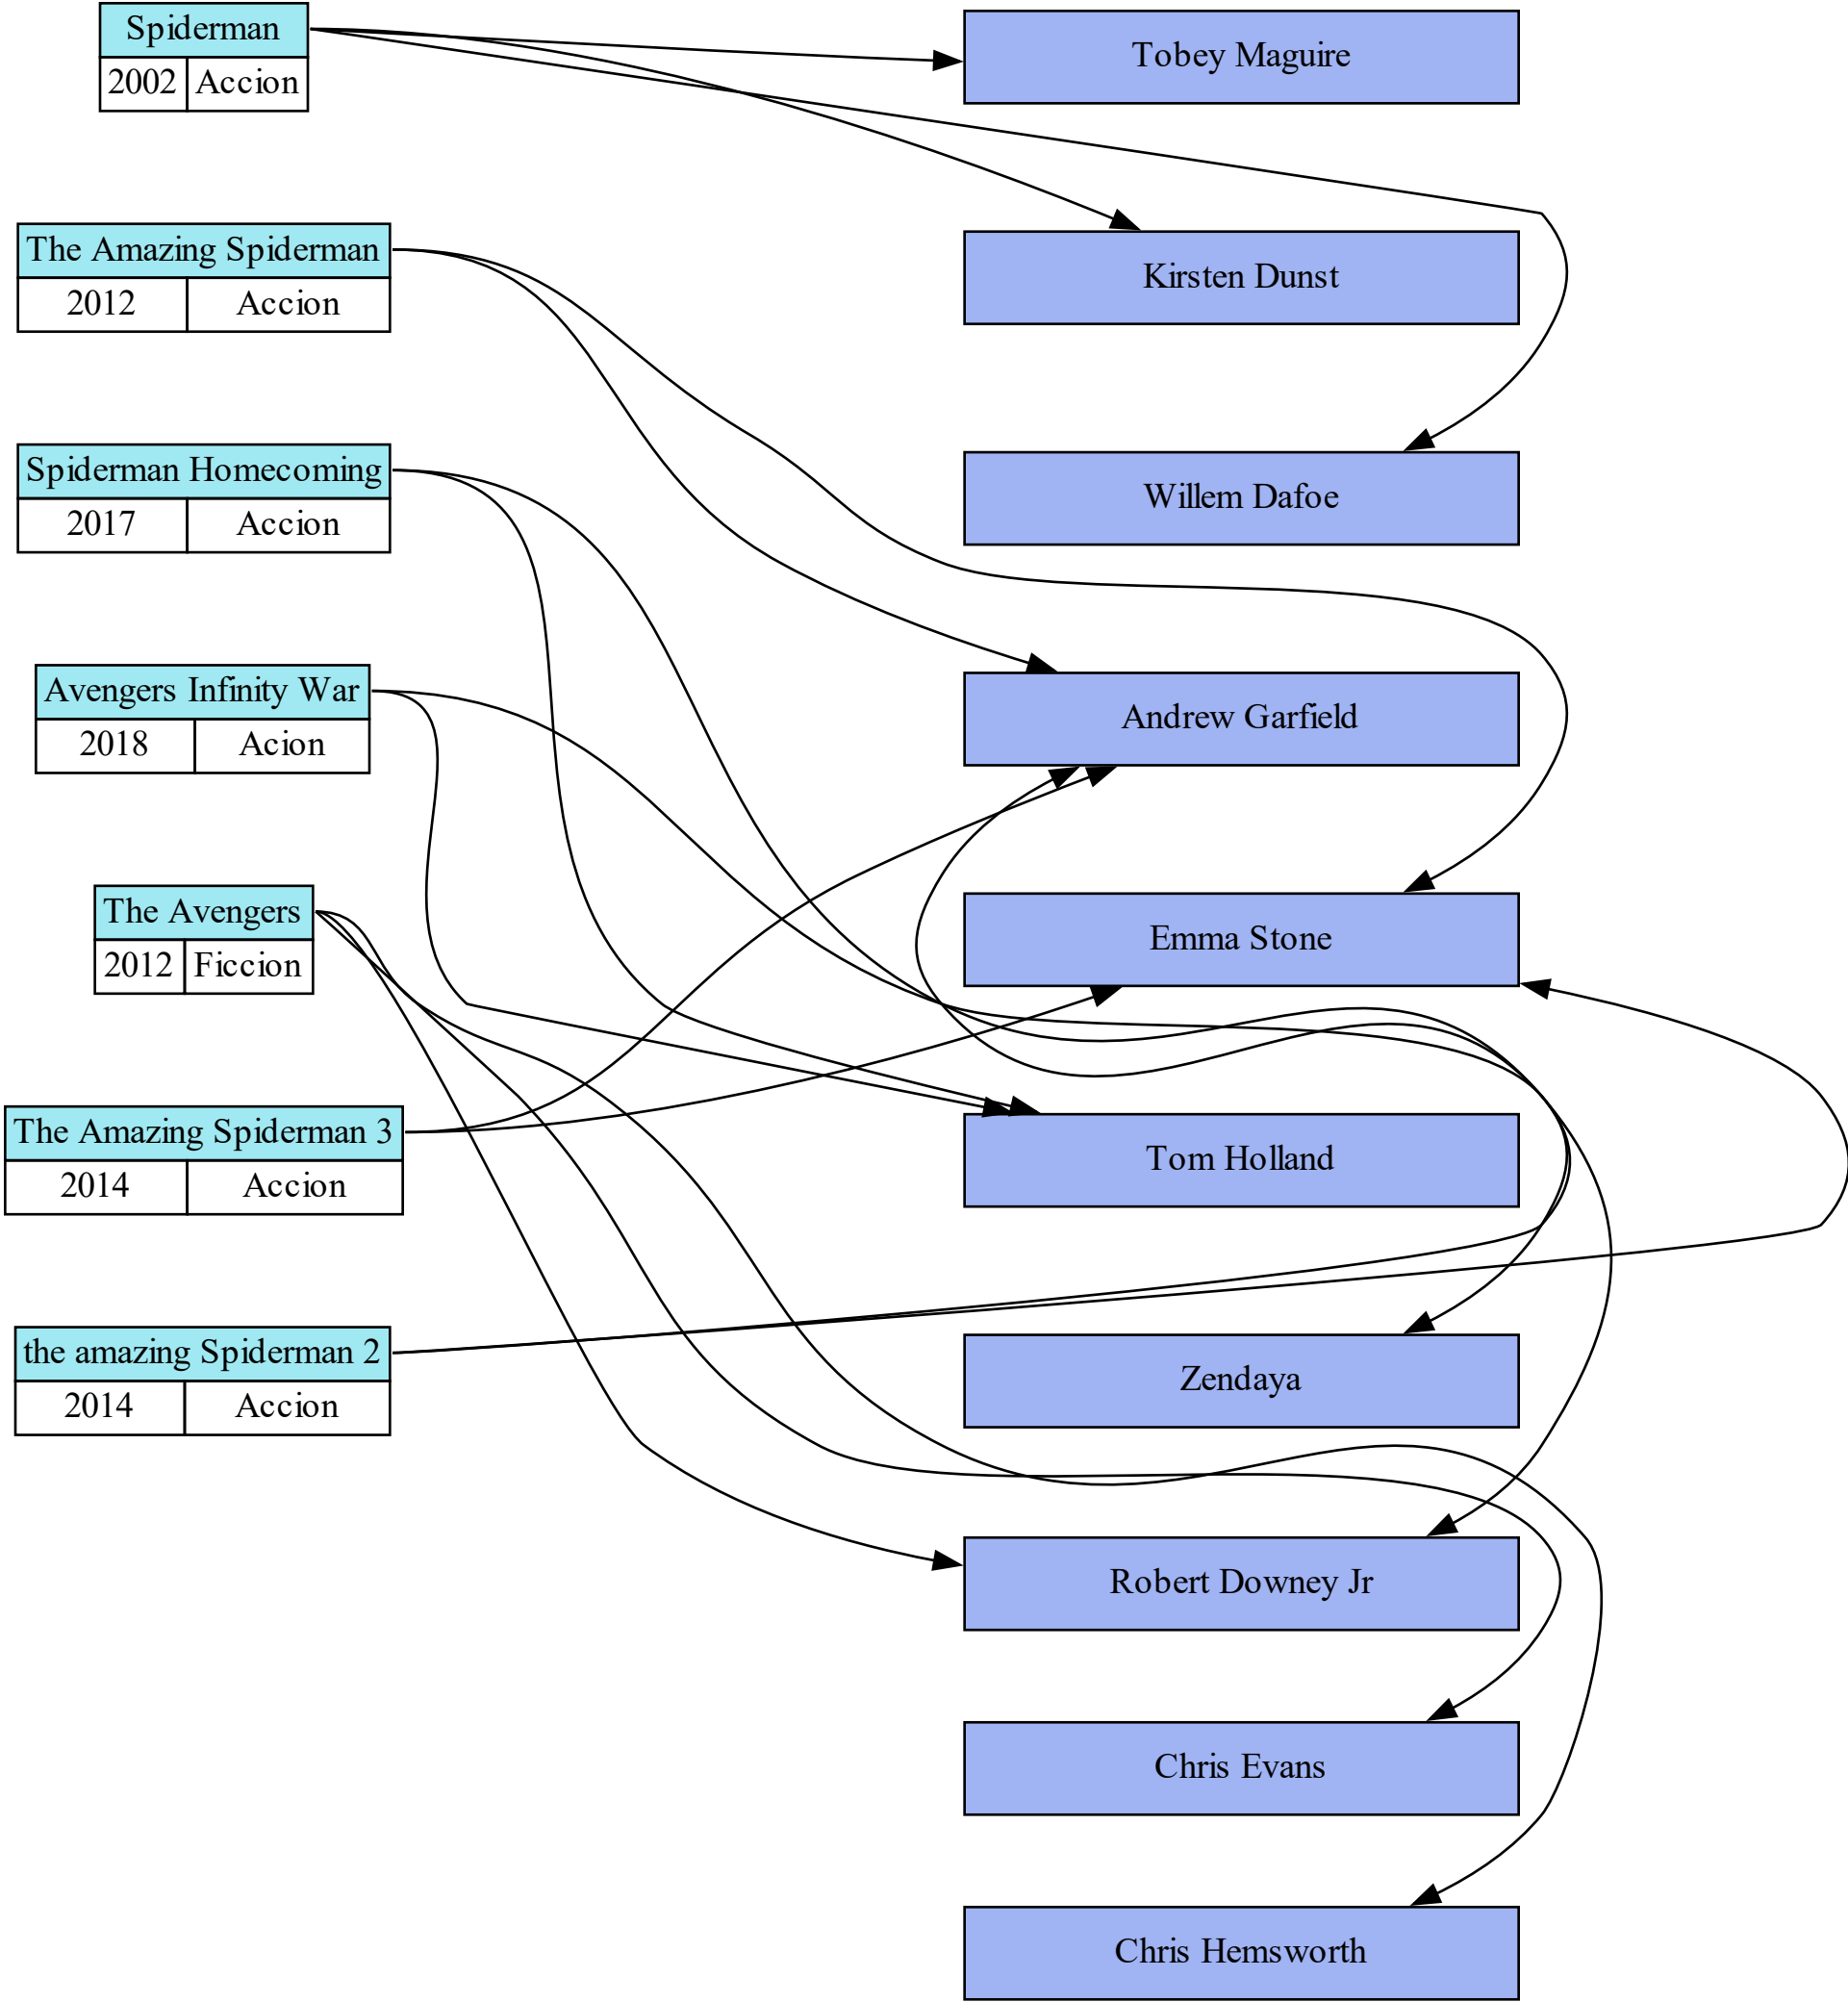 Spiderman
2002 Accion
Tobey Maguire
The Amazing Spiderman
2012 Accion
Kirsten Dunst
Spiderman Homecoming
2017 Accion
Willem Dafoe
Avengers Infinity War
2018 Acion
Andrew Garfield
The Avengers
2012 Ficcion
Emma Stone
The Amazing Spiderman 3
2014 Accion
Tom Holland
the amazing Spiderman 2
2014 Accion
Zendaya
Robert Downey Jr
Chris Evans
Chris Hemsworth